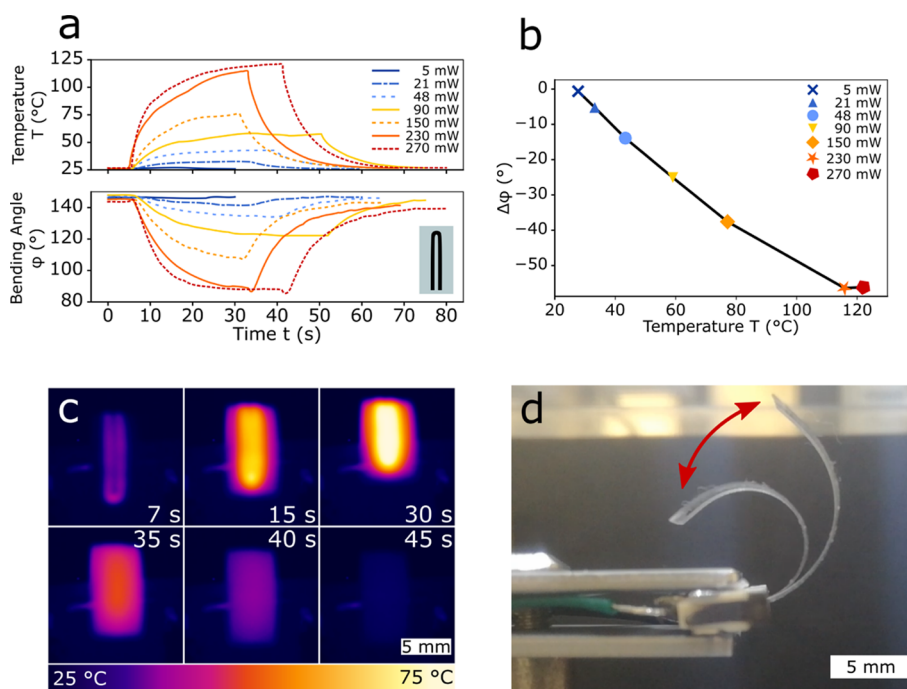 a
Temperature
T (°C)
125
100
75
50
25
5 mW
21 mW
48 mW
90 mW
150 mW
230 mW
270 mW
Bending Angle
φ (°)
140
120
100
80
0 10 20 30 40 50 60 70 80
Time t (s)
b
Δφ (°)
0
−10
−20
−30
−40
−50
5 mW
21 mW
48 mW
90 mW
150 mW
230 mW
270 mW
20 40 60 80 100 120
Temperature T (°C)
c
7 s
15 s
30 s
35 s
40 s
45 s
5 mm
25 °C
75 °C
d
5 mm